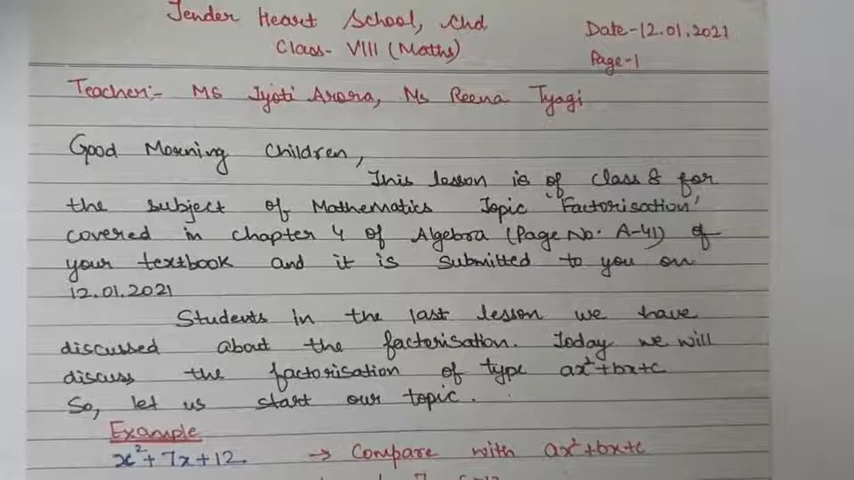 Tender Heart School, Chd
Date-12.01.2021
Class- VIII (Maths)
Page-1
Teacher:- Ms Jyoti Arora, Ms Reena Tyagi
Good Morning Children,
This lesson is of class 8 for
the subject of Mathematics Topic 'Factorisation'
covered in chapter 4 of Algebra (Page No. A-41) of
your textbook and it is submitted to you on
12.01.2021
Students in the last lesson we have
discussed about the factorisation. Today we will
discuss the factorisation of type ax²+bx+c
So, let us start our topic.
Example
x²+7x+12. → Compare with ax²+bx+c